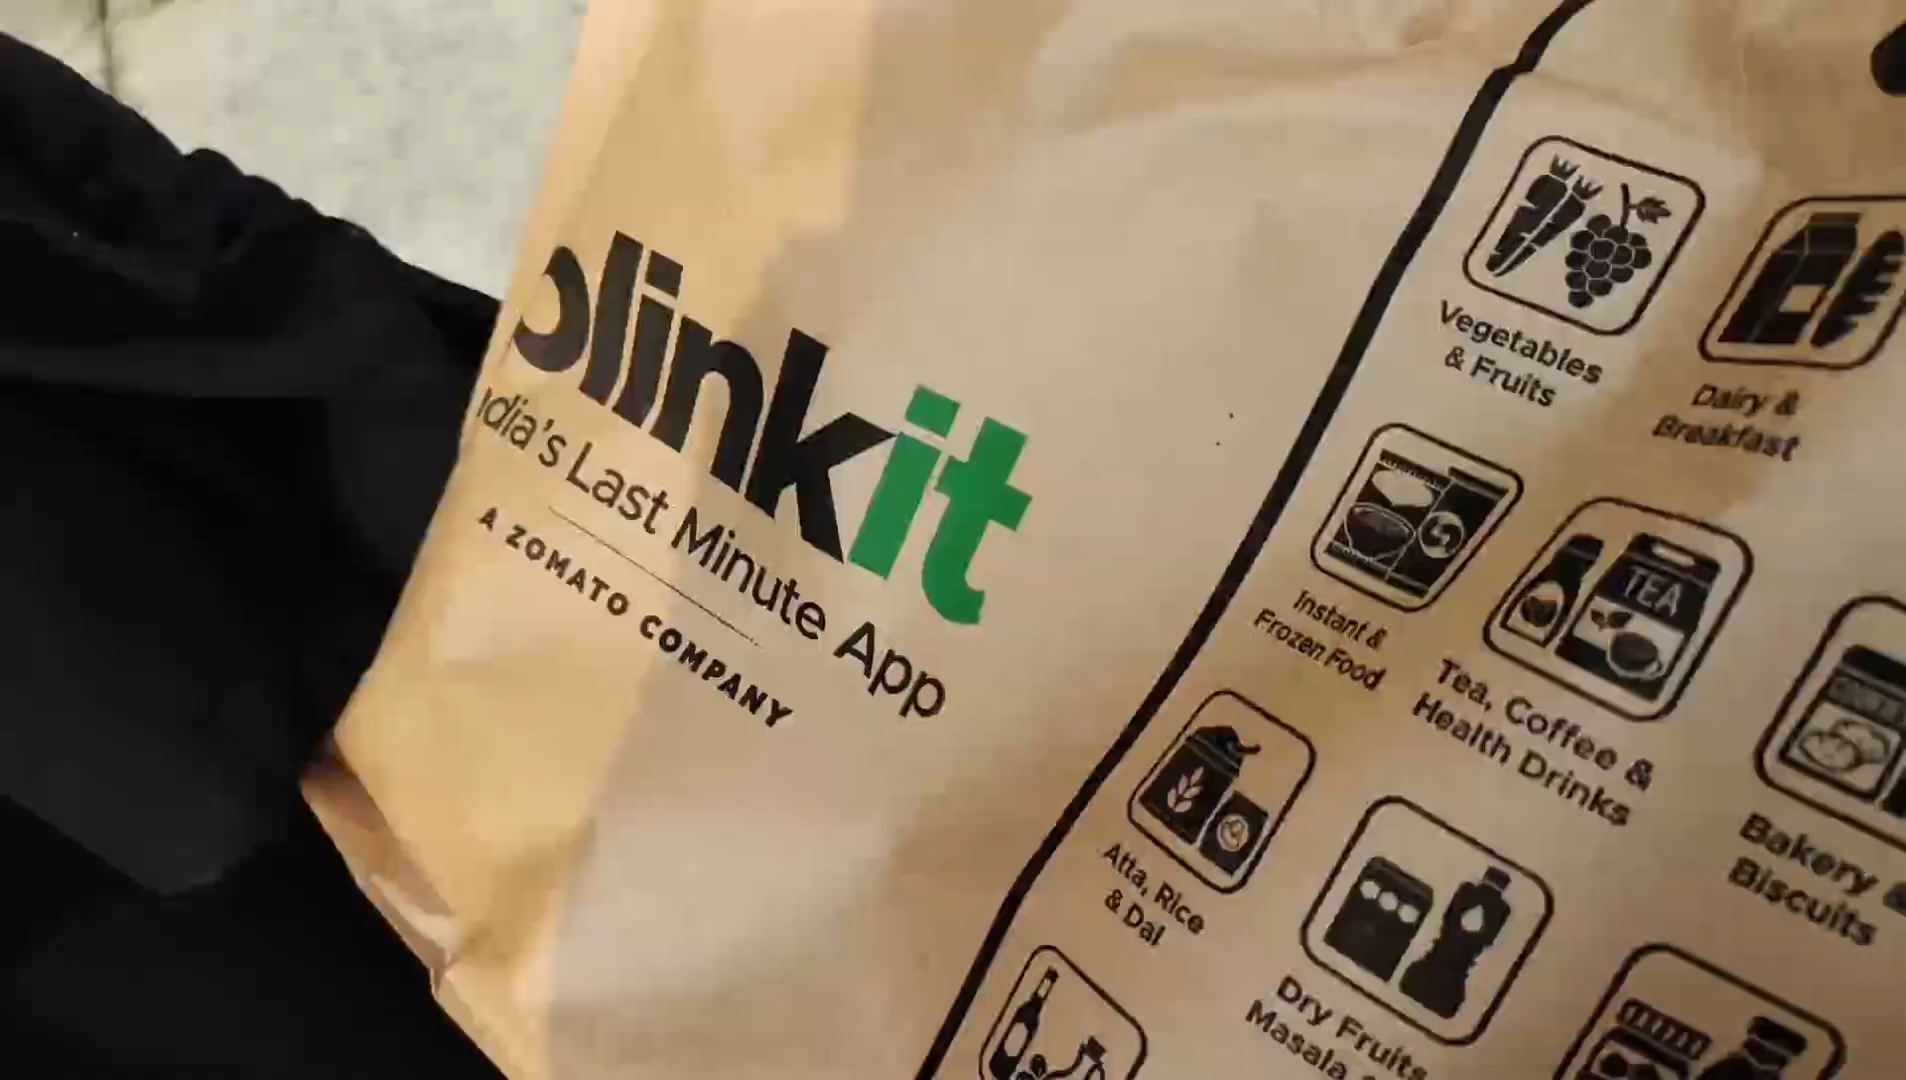 blinkit
India's Last Minute App
A ZOMATO COMPANY
Vegetables
& Fruits
Dairy &
Breakfast
Instant &
Frozen Food
TEA
Tea, Coffee &
Health Drinks
Bakery &
Biscuits
Atta, Rice
& Dal
Dry Fruits,
Masala